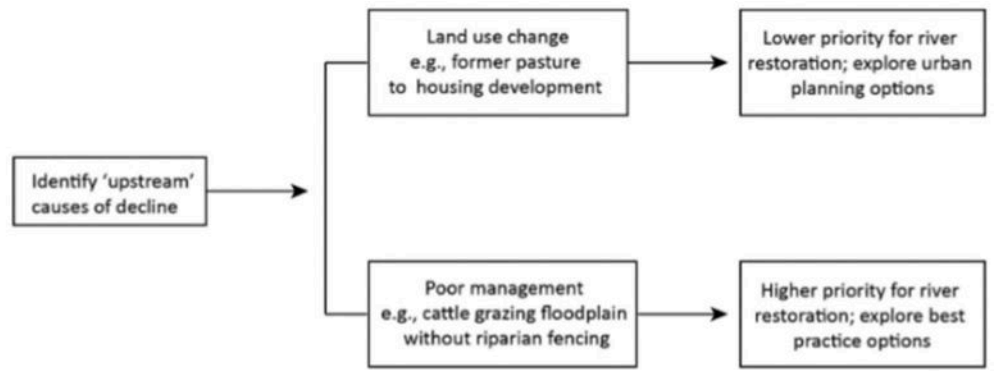 Identify ‘upstream’
causes of decline
Land use change
e.g., former pasture
to housing development
Lower priority for river
restoration; explore urban
planning options
Poor management
e.g., cattle grazing floodplain
without riparian fencing
Higher priority for river
restoration; explore best
practice options